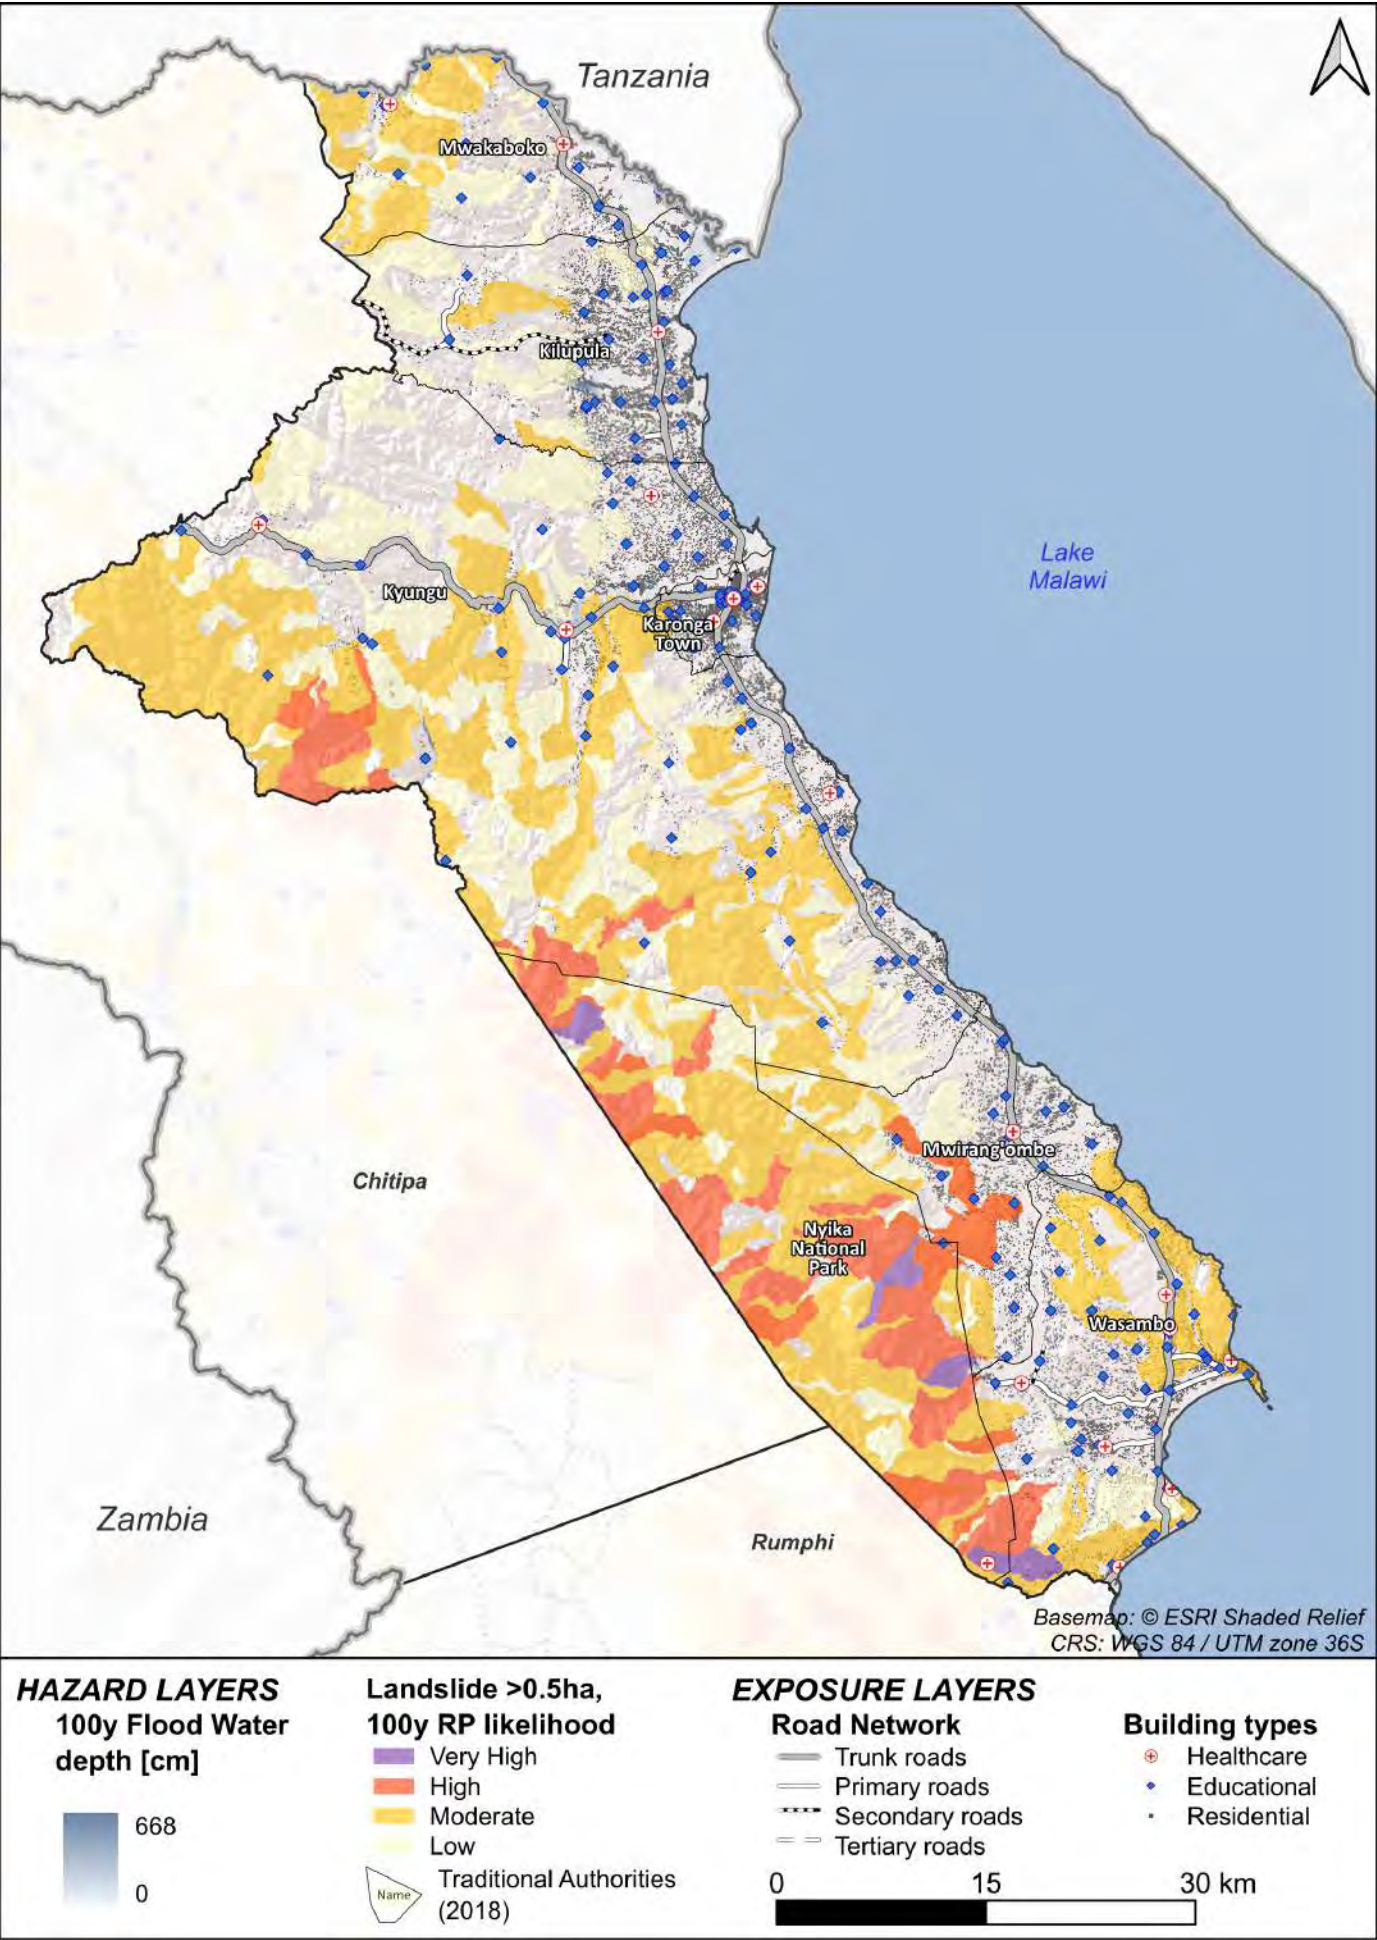 Tanzania
Mwakaboko
Kilupula
Lake
Malawi
Kyungu
Karonga
Town
Mwirang'ombe
Chitipa
Nyika
National
Park
Wasambo
Zambia
Rumphi
Basemap: © ESRI Shaded Relief
CRS: WGS 84 / UTM zone 36S
HAZARD LAYERS
100y Flood Water
depth [cm]
668
0
Landslide >0.5ha,
100y RP likelihood
Very High
High
Moderate
Low
Name
Traditional Authorities
(2018)
EXPOSURE LAYERS
Road Network
Trunk roads
Primary roads
Secondary roads
Tertiary roads
Building types
Healthcare
Educational
Residential
0 15 30 km